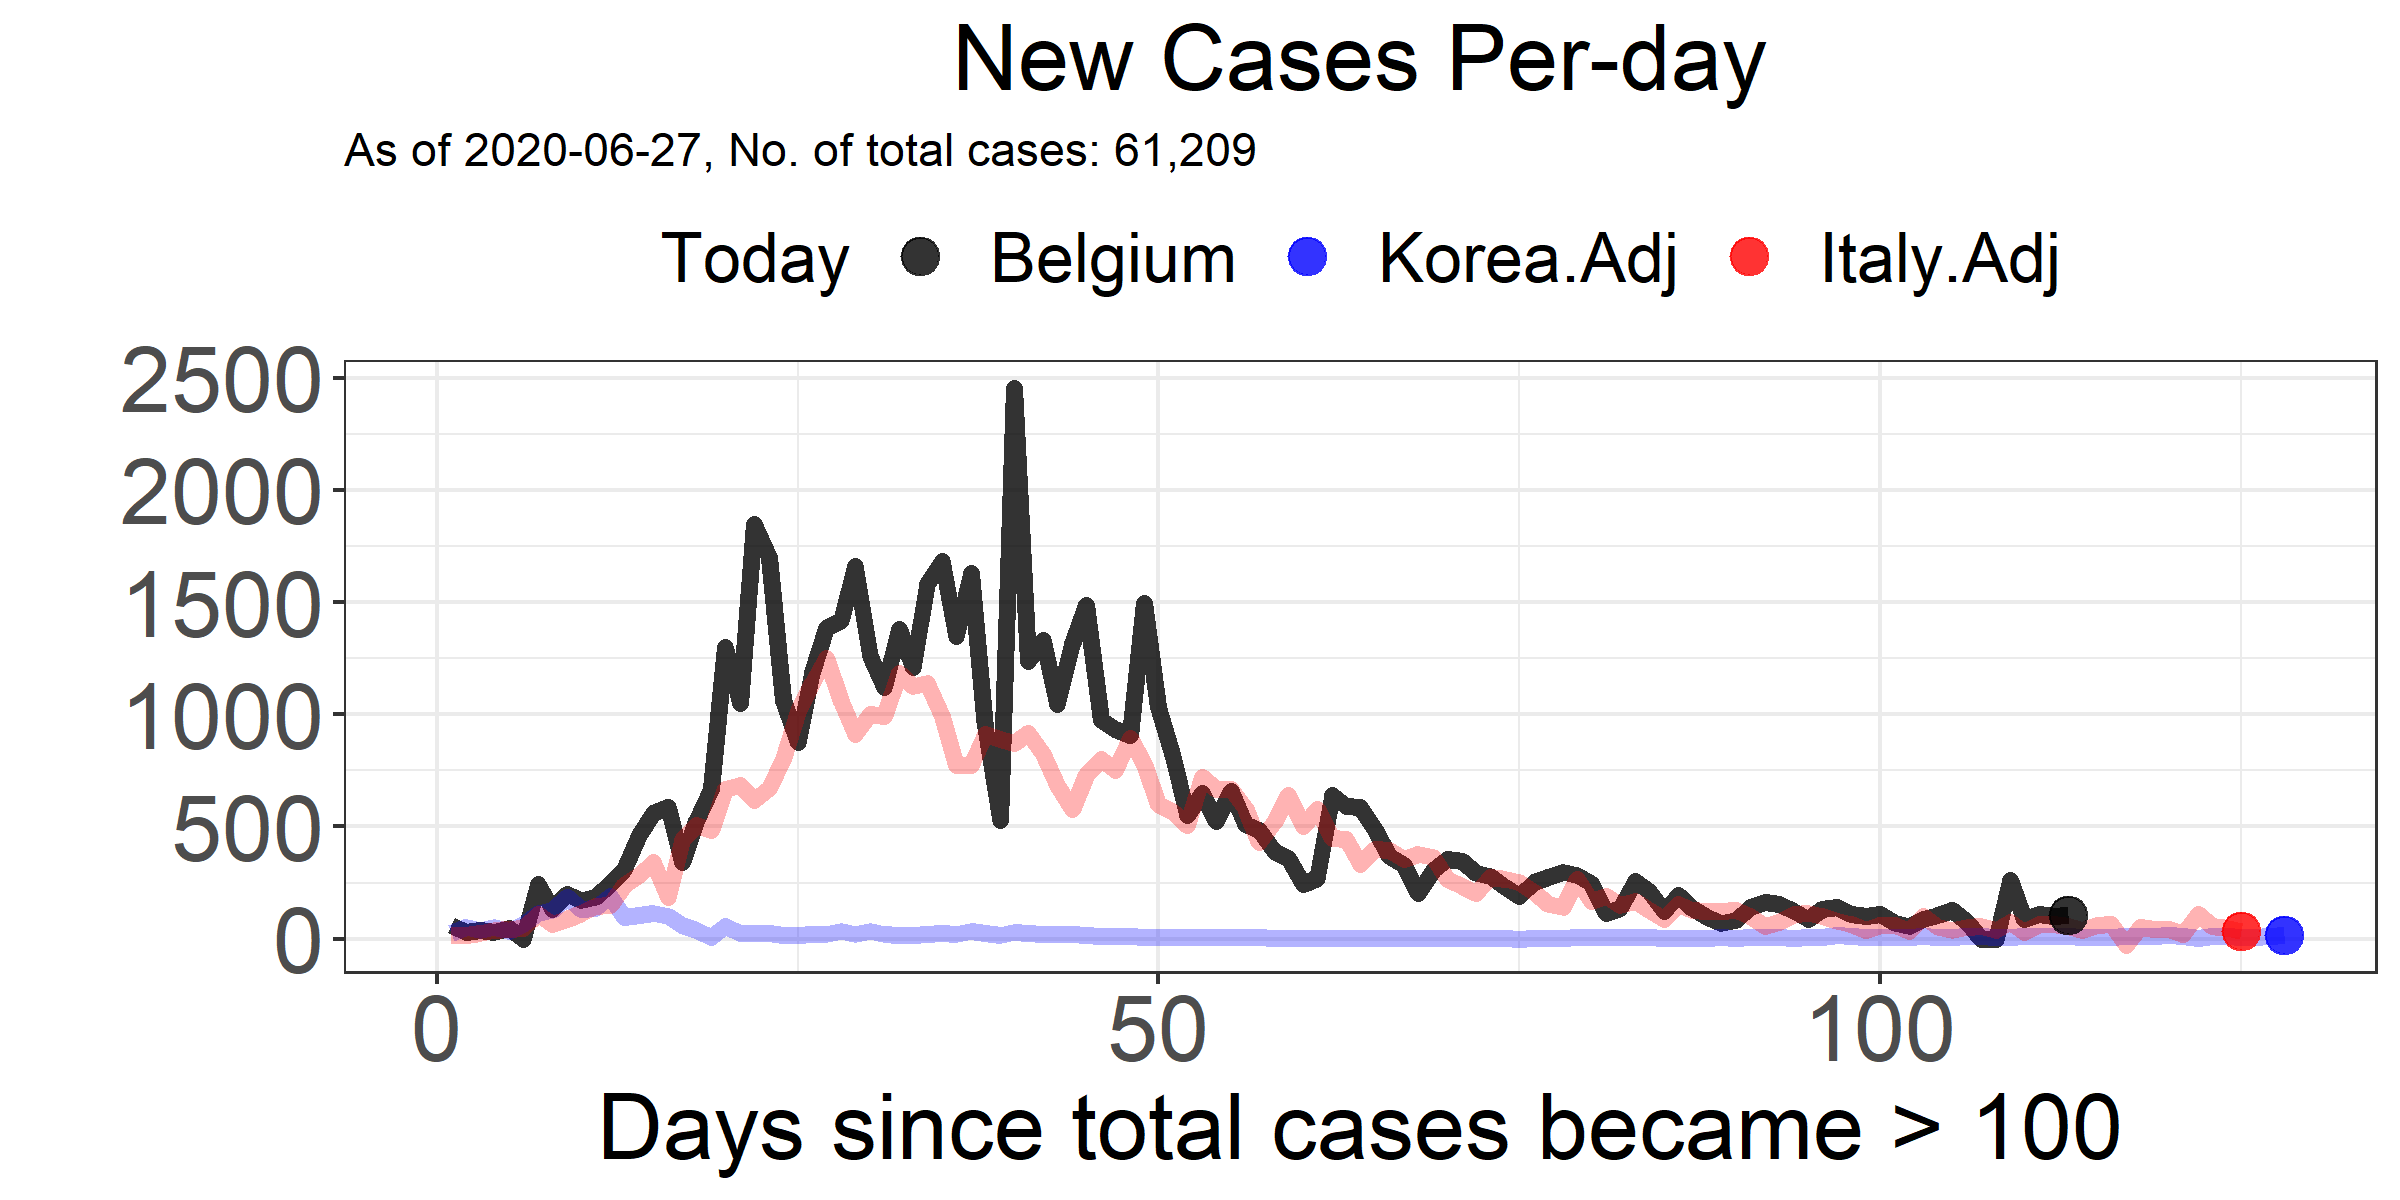 New Cases Per-day
As of 2020-06-27, No. of total cases: 61,209
Today Belgium Korea.Adj Italy.Adj
2500
2000
1500
1000
500
0
0 50 100
Days since total cases became > 100